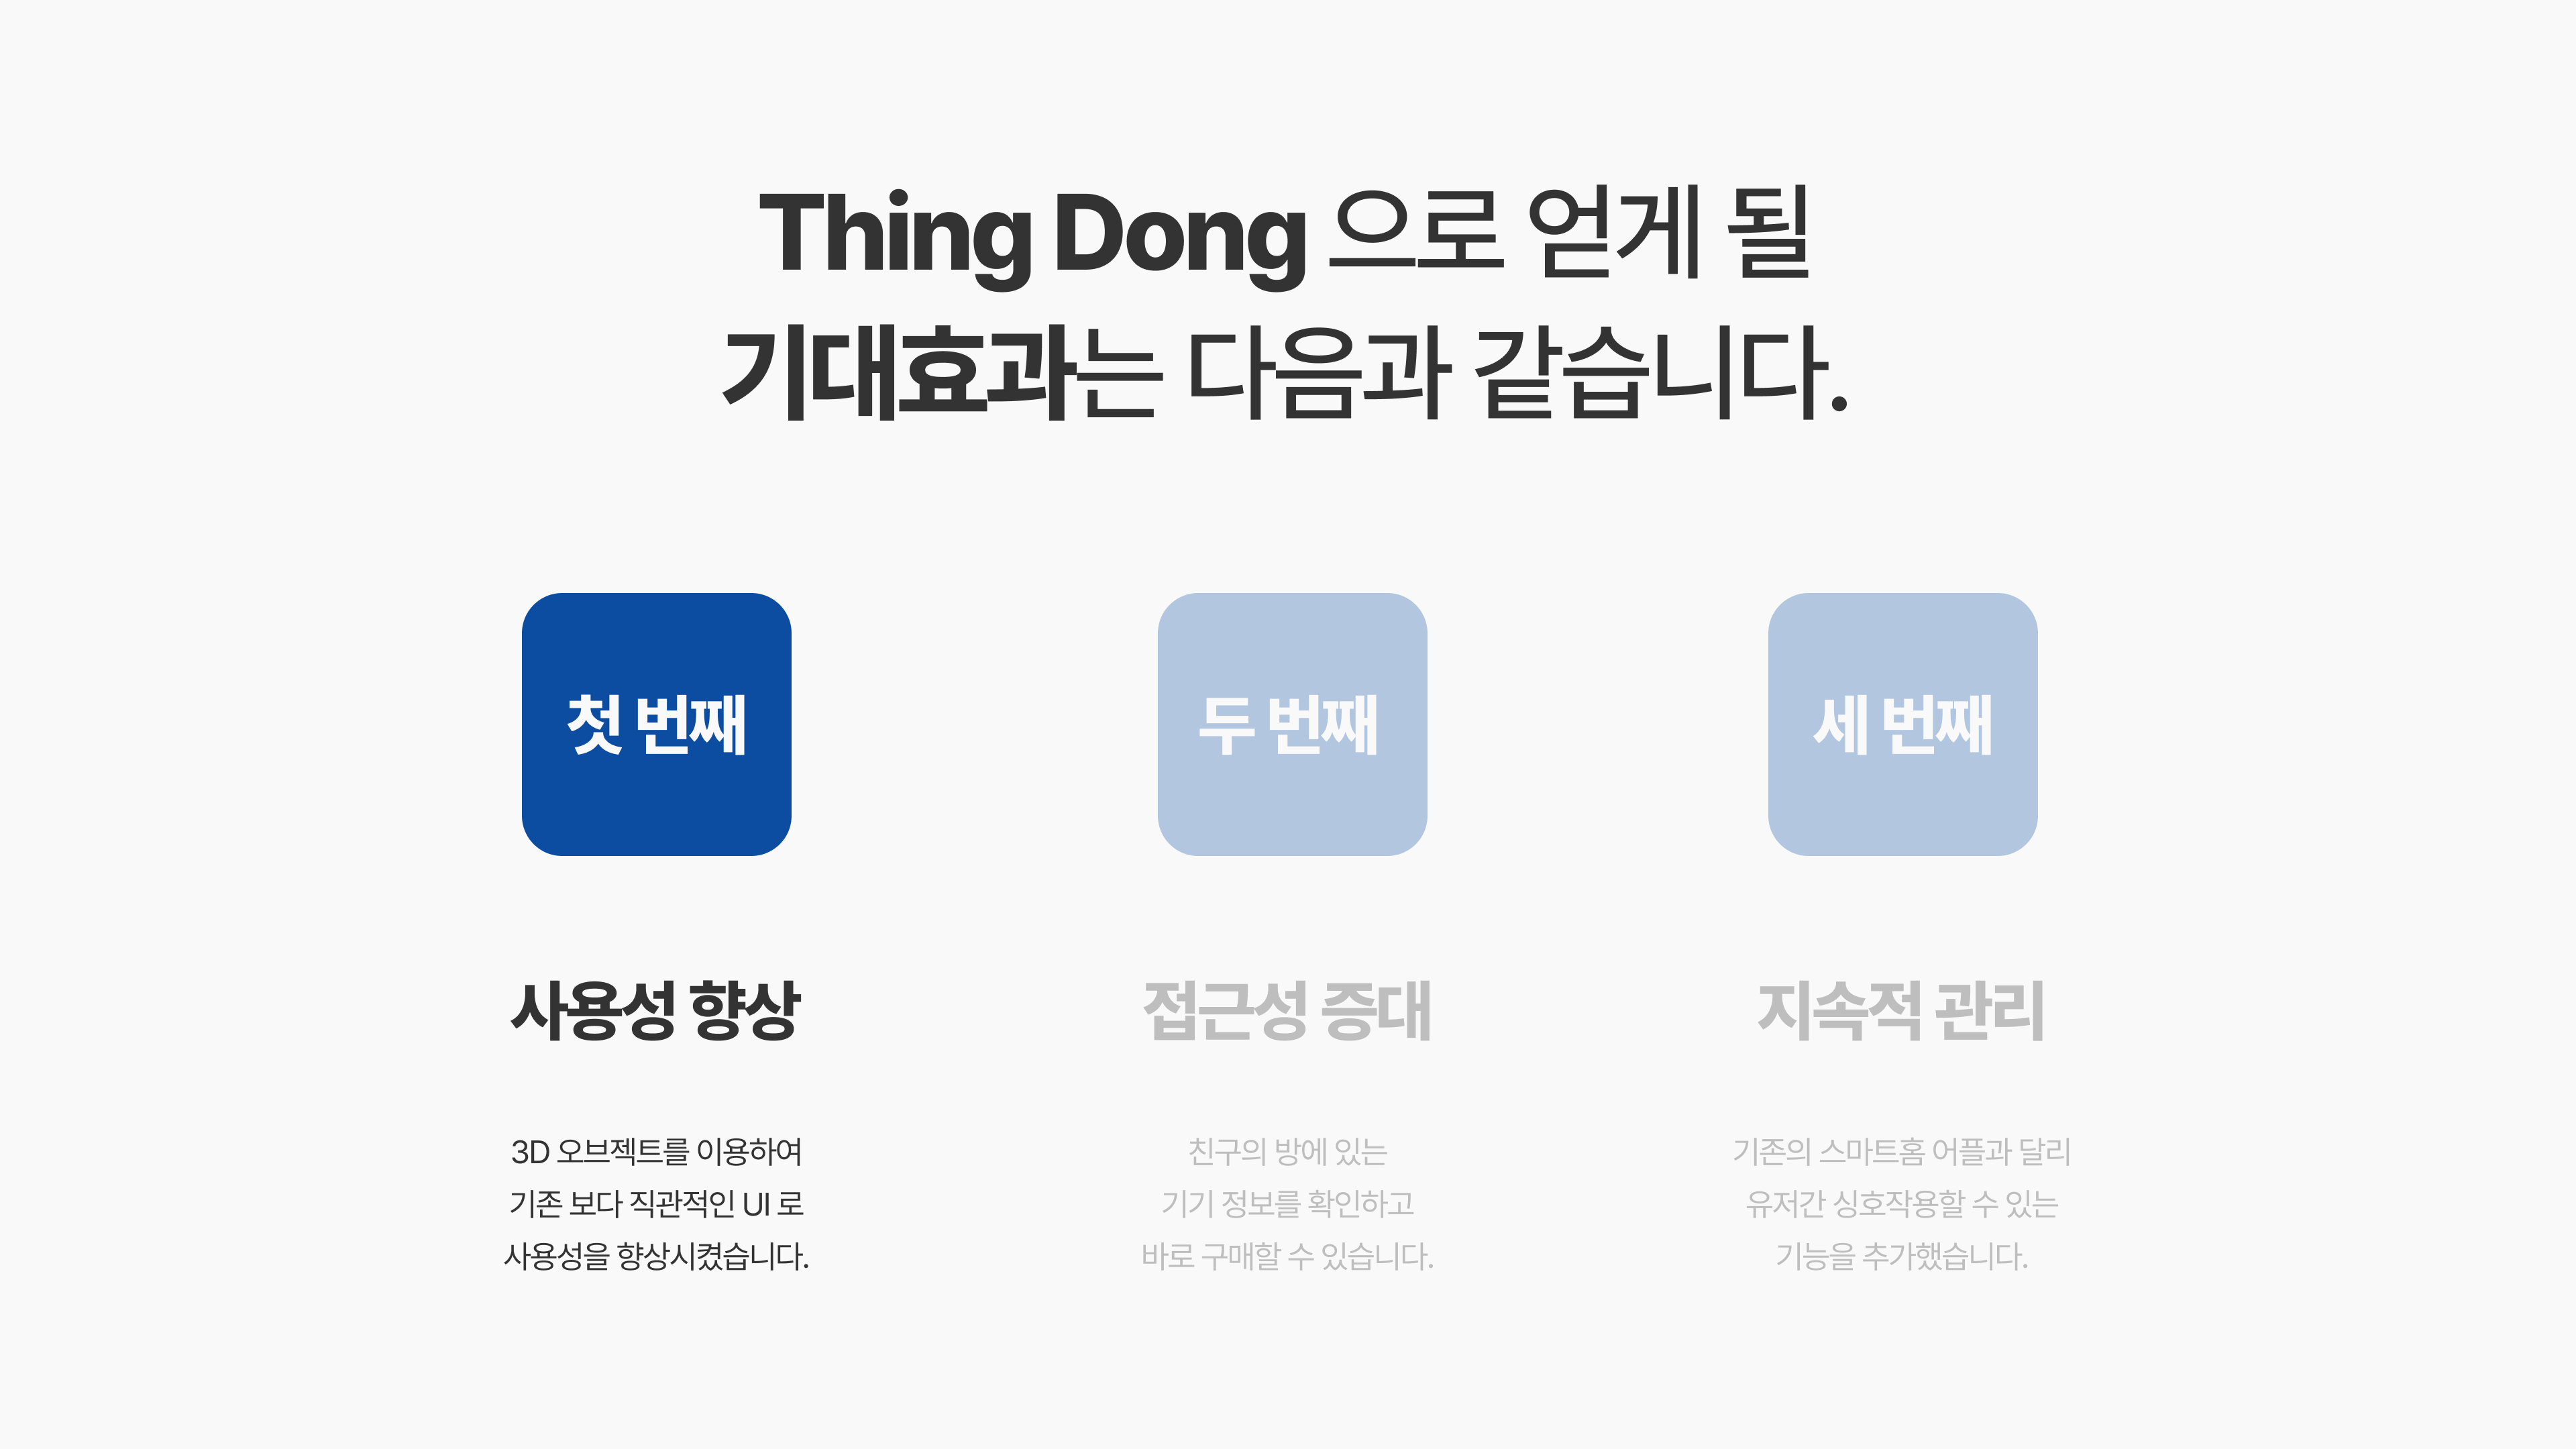 Thing Dong 으로 얻게 될
기대효과는 다음과 같습니다.
첫 번째
두 번째
세 번째
사용성 향상
접근성 증대
지속적 관리
3D 오브젝트를 이용하여
기존 보다 직관적인 UI 로
사용성을 향상시켰습니다.
친구의 방에 있는
기기 정보를 확인하고
바로 구매할 수 있습니다.
기존의 스마트홈 어플과 달리
유저간 싱호작용할 수 있는
기능을 추가했습니다.